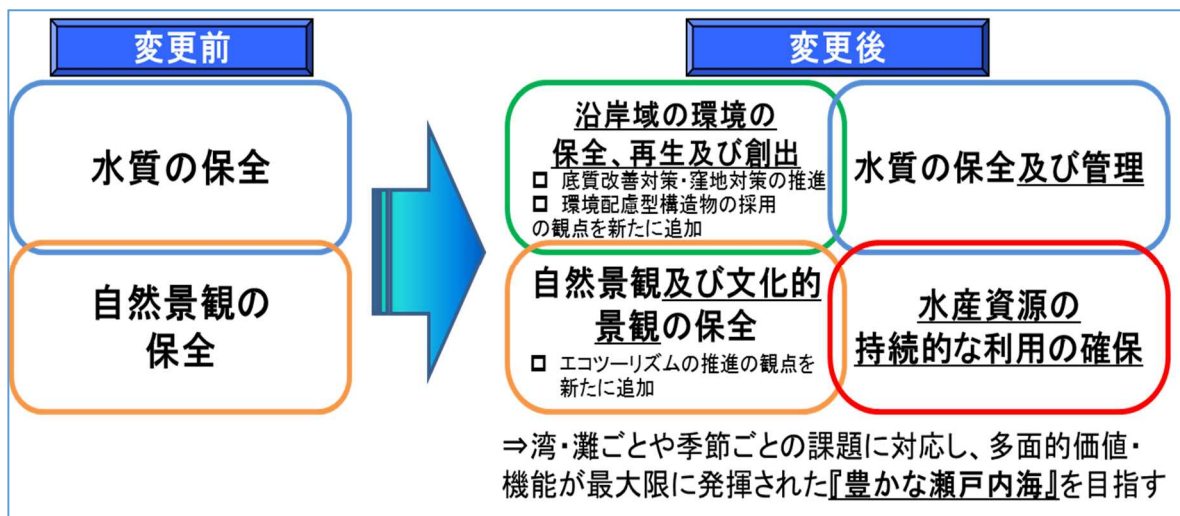 変更前
水質の保全
自然景観の
保全
変更後
沿岸域の環境の
保全、再生及び創出
底質改善対策・窪地対策の推進
環境配慮型構造物の採用
の観点を新たに追加
水質の保全及び管理
自然景観及び文化的
景観の保全
エコツーリズムの推進の観点を
新たに追加
水産資源の
持続的な利用の確保
⇒湾・灘ごとや季節ごとの課題に対応し、多面的価値・
機能が最大限に発揮された『豊かな瀬戸内海』を目指す